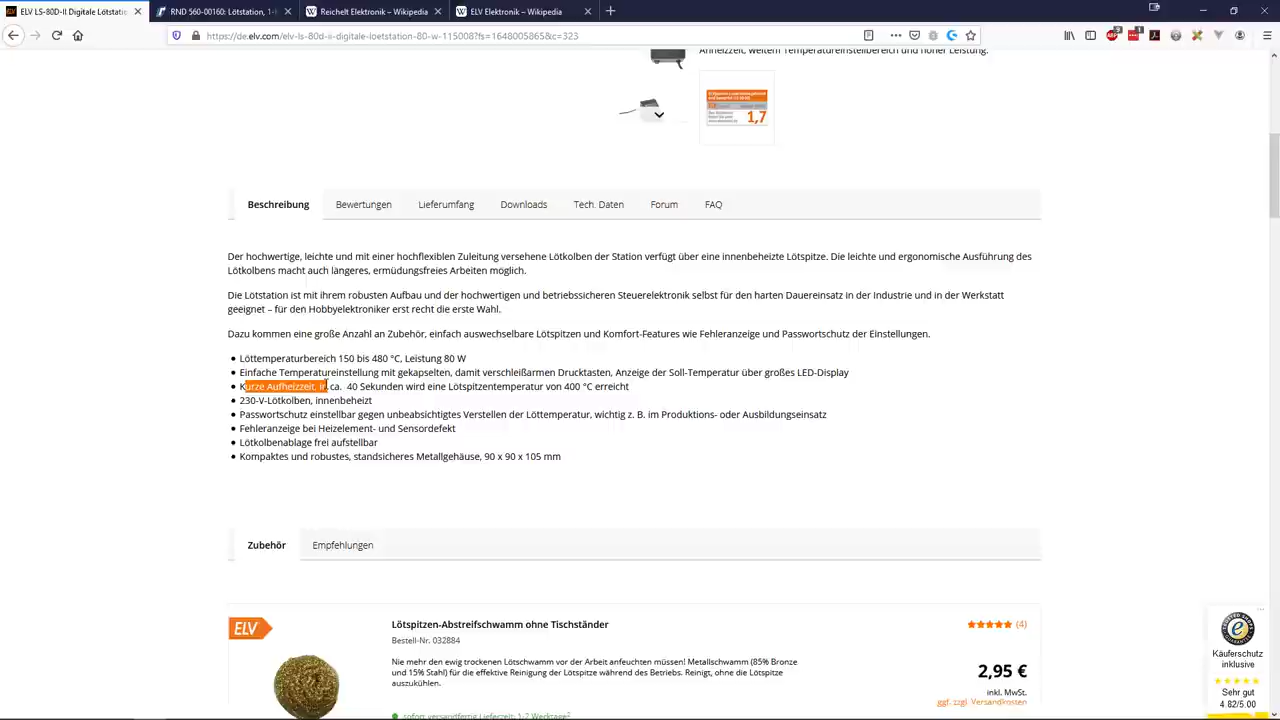 ELV LS-80D-II Digitale Lötstatio
RND 560-00160: Lötstation, 1-k
Reichelt Elektronik – Wikipedia
ELV Elektronik – Wikipedia
https://de.elv.com/elv-ls-80d-ii-digitale-loetstation-80-w-115008?fs=1648005865&c=323
Anheizzeit, weitem Temperatureinstellbereich und hoher Leistung.
1,7
Beschreibung
Bewertungen
Lieferumfang
Downloads
Tech. Daten
Forum
FAQ
Der hochwertige, leichte und mit einer hochflexiblen Zuleitung versehene Lötkolben der Station verfügt über eine innenbeheizte Lötspitze. Die leichte und ergonomische Ausführung des
Lötkolbens macht auch längeres, ermüdungsfreies Arbeiten möglich.
Die Lötstation ist mit ihrem robusten Aufbau und der hochwertigen und betriebssicheren Steuerelektronik selbst für den harten Dauereinsatz in der Industrie und in der Werkstatt
geeignet – für den Hobbyelektroniker erst recht die erste Wahl.
Dazu kommen eine große Anzahl an Zubehör, einfach auswechselbare Lötspitzen und Komfort-Features wie Fehleranzeige und Passwortschutz der Einstellungen.
Löttemperaturbereich 150 bis 480 °C, Leistung 80 W
Einfache Temperatureinstellung mit gekapselten, damit verschleißarmen Drucktasten, Anzeige der Soll-Temperatur über großes LED-Display
Kurze Aufheizzeit, in ca. 40 Sekunden wird eine Lötspitzentemperatur von 400 °C erreicht
230-V-Lötkolben, innenbeheizt
Passwortschutz einstellbar gegen unbeabsichtigtes Verstellen der Löttemperatur, wichtig z. B. im Produktions- oder Ausbildungseinsatz
Fehleranzeige bei Heizelement- und Sensordefekt
Lötkolbenablage frei aufstellbar
Kompaktes und robustes, standsicheres Metallgehäuse, 90 x 90 x 105 mm
Zubehör
Empfehlungen
ELV
Lötspitzen-Abstreifschwamm ohne Tischständer
(4)
Bestell-Nr. 032884
Nie mehr den ewig trockenen Lötschwamm vor der Arbeit anfeuchten müssen! Metallschwamm (85% Bronze
und 15% Stahl) für die effektive Reinigung der Lötspitze während des Betriebs. Reinigt, ohne die Lötspitze
auszukühlen.
2,95 €
inkl. MwSt.
ggf. zzgl. Versandkosten
sofort versandfertig Lieferzeit: 1-2 Werktage²
Käuferschutz
inklusive
Sehr gut
4.82/5.00